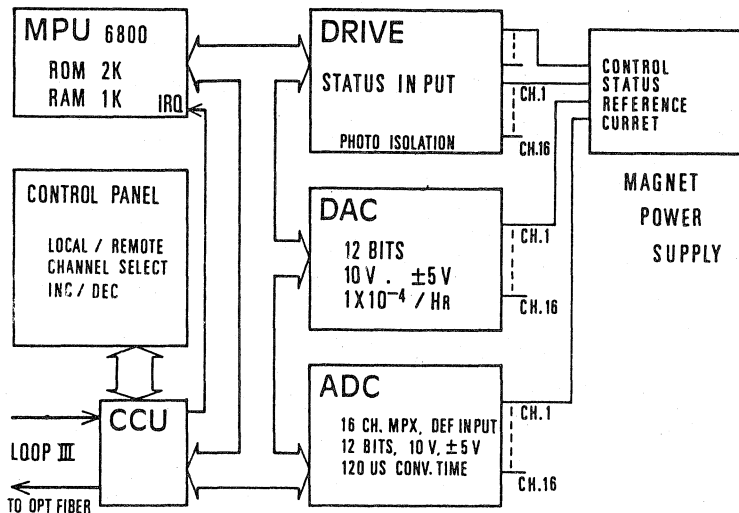 MPU 6800
ROM 2K
RAM 1K
IRQ
DRIVE
STATUS INPUT
PHOTO ISOLATION
CH.1
CH.16
CONTROL
STATUS
REFERENCE
CURRET
MAGNET
POWER
SUPPLY
CONTROL PANEL
LOCAL / REMOTE
CHANNEL SELECT
INC / DEC
DAC
12 BITS
10 V . ±5 V
1X10⁻⁴ / HR
CH.1
CH.16
CCU
LOOP III
TO OPT FIBER
ADC
16 CH. MPX, DEF INPUT
12 BITS, 10 V, ±5 V
120 US CONV. TIME
CH.1
CH.16